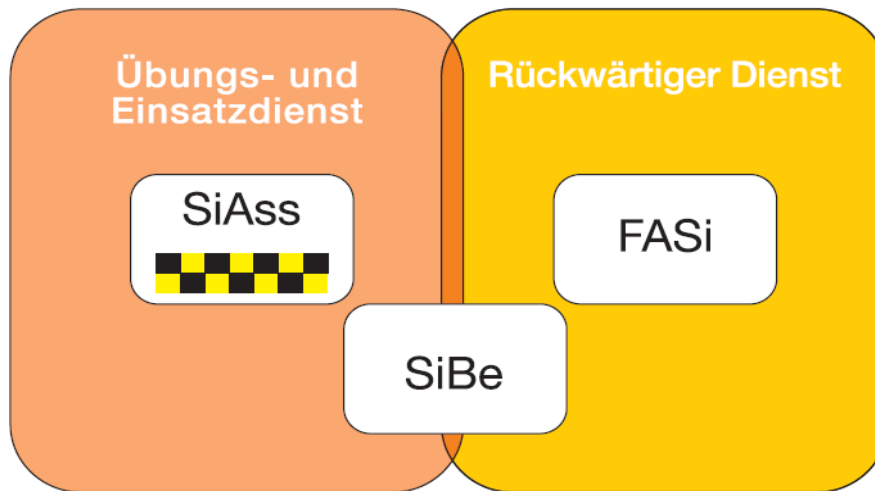 Übungs- und
Einsatzdienst
Rückwärtiger Dienst
SiAss
FASi
SiBe